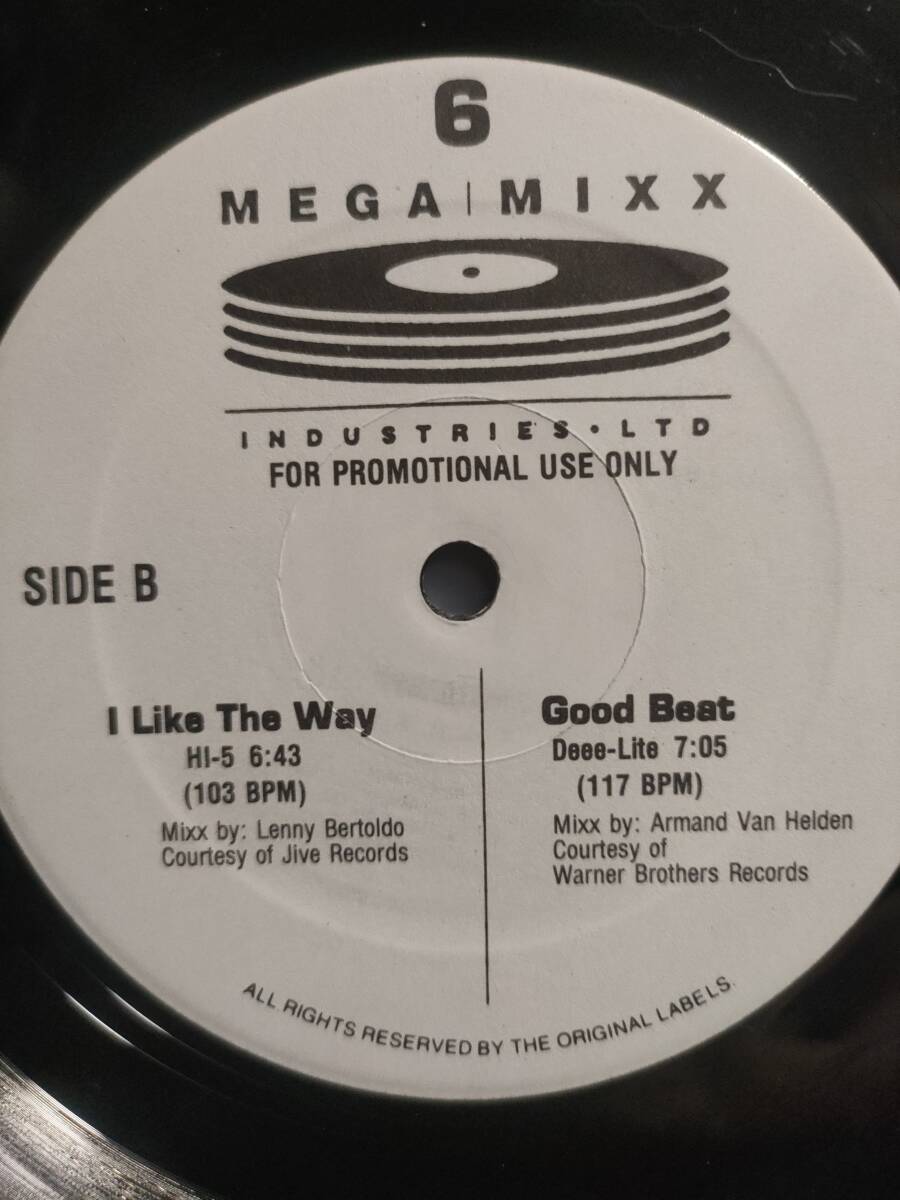 6
MEGA|MIXX
INDUSTRIES • LTD
FOR PROMOTIONAL USE ONLY
SIDE B
I Like The Way
HI-5 6:43
(103 BPM)
Mixx by: Lenny Bertoldo
Courtesy of Jive Records
Good Beat
Deee-Lite 7:05
(117 BPM)
Mixx by: Armand Van Helden
Courtesy of
Warner Brothers Records
ALL RIGHTS RESERVED BY THE ORIGINAL LABELS.